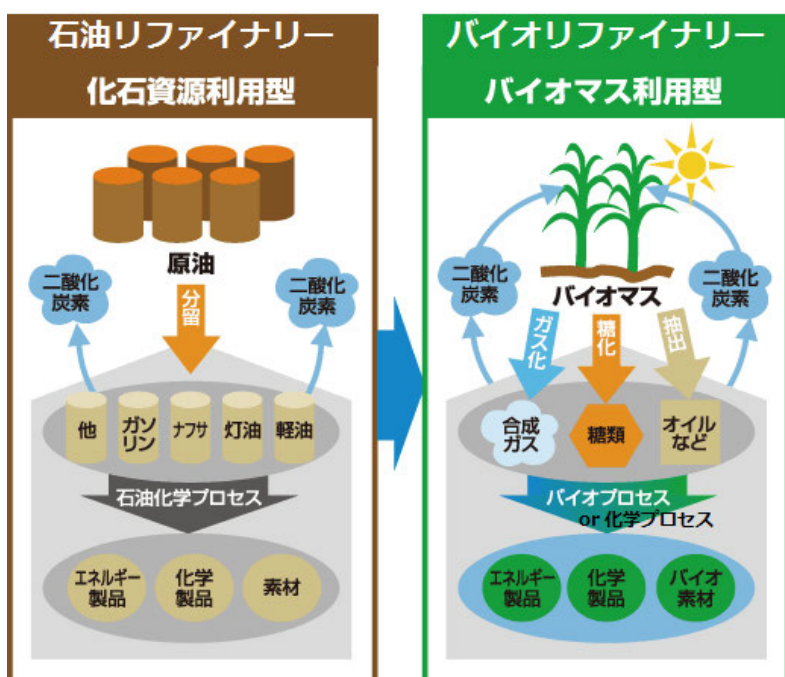 石油リファイナリー
化石資源利用型
原油
二酸化
炭素
二酸化
炭素
分留
他
ガソ
リン
ナフサ
灯油
軽油
石油化学プロセス
エネルギー
製品
化学
製品
素材
バイオリファイナリー
バイオマス利用型
二酸化
炭素
二酸化
炭素
バイオマス
ガス化
糖化
抽出
合成
ガス
糖類
オイル
など
バイオプロセス
or 化学プロセス
エネルギー
製品
化学
製品
バイオ
素材